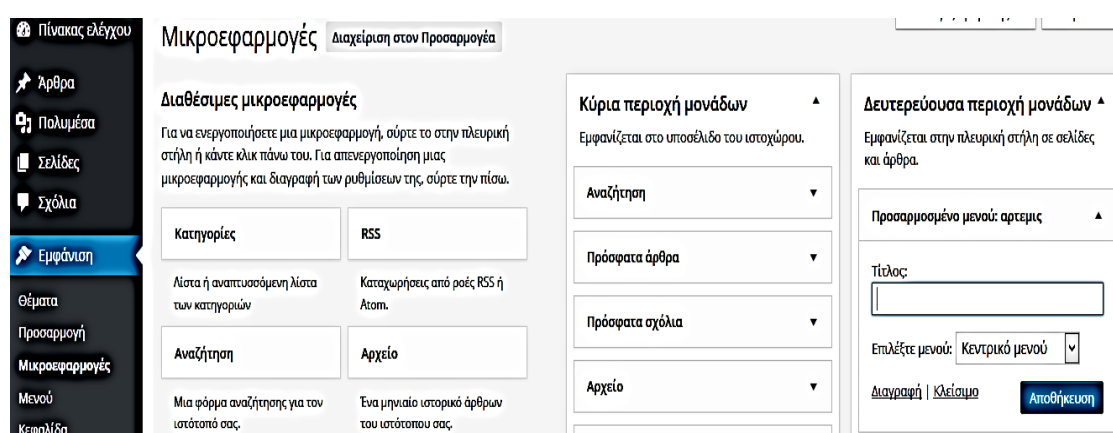 Πίνακας ελέγχου
Άρθρα
Πολυμέσα
Σελίδες
Σχόλια
Εμφάνιση
Θέματα
Προσαρμογή
Μικροεφαρμογές
Μενού
Κεφαλίδα
Μικροεφαρμογές Διαχείριση στον Προσαρμογέα
Διαθέσιμες μικροεφαρμογές
Για να ενεργοποιήσετε μια μικροεφαρμογή, σύρτε το στην πλευρική
στήλη ή κάντε κλικ πάνω του. Για απενεργοποίηση μιας
μικροεφαρμογής και διαγραφή των ρυθμίσεων της, σύρτε την πίσω.
Κατηγορίες
Λίστα ή αναπτυσσόμενη λίστα
των κατηγοριών
RSS
Καταχωρήσεις από ροές RSS ή
Atom.
Αναζήτηση
Μια φόρμα αναζήτησης για τον
ιστότοπό σας.
Αρχείο
Ένα μηνιαίο ιστορικό άρθρων
του ιστότοπου σας.
Κύρια περιοχή μονάδων
Εμφανίζεται στο υποσέλιδο του ιστοχώρου.
Αναζήτηση
Πρόσφατα άρθρα
Πρόσφατα σχόλια
Αρχείο
Δευτερεύουσα περιοχή μονάδων
Εμφανίζεται στην πλευρική στήλη σε σελίδες
και άρθρα.
Προσαρμοσμένο μενού: αρτεμις
Τίτλος:
Επιλέξτε μενού: Κεντρικό μενού
Διαγραφή | Κλείσιμο Αποθήκευση